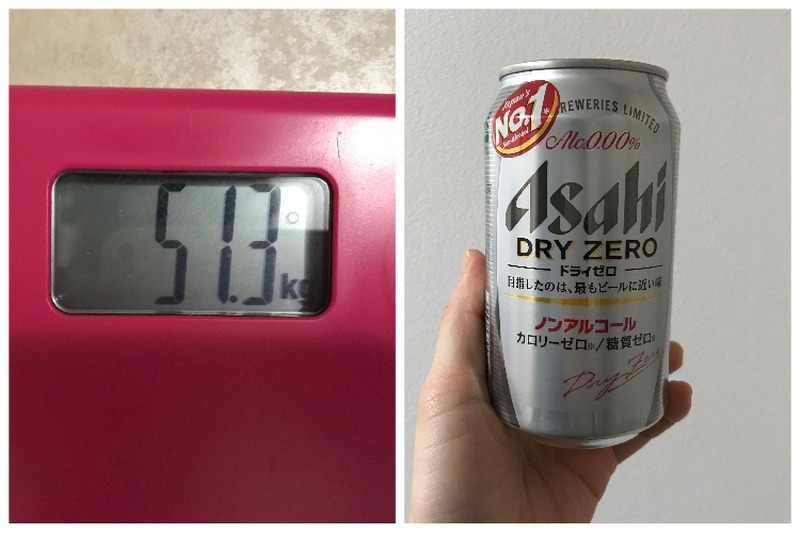 51.3 kg
Japan's
No.1*
BREWERIES LIMITED
Alc.0.00%
Asahi
DRY ZERO
ドライゼロ
目指したのは、最もビールに近い味
ノンアルコール
カロリーゼロ※/糖質ゼロ※
Dry Zero